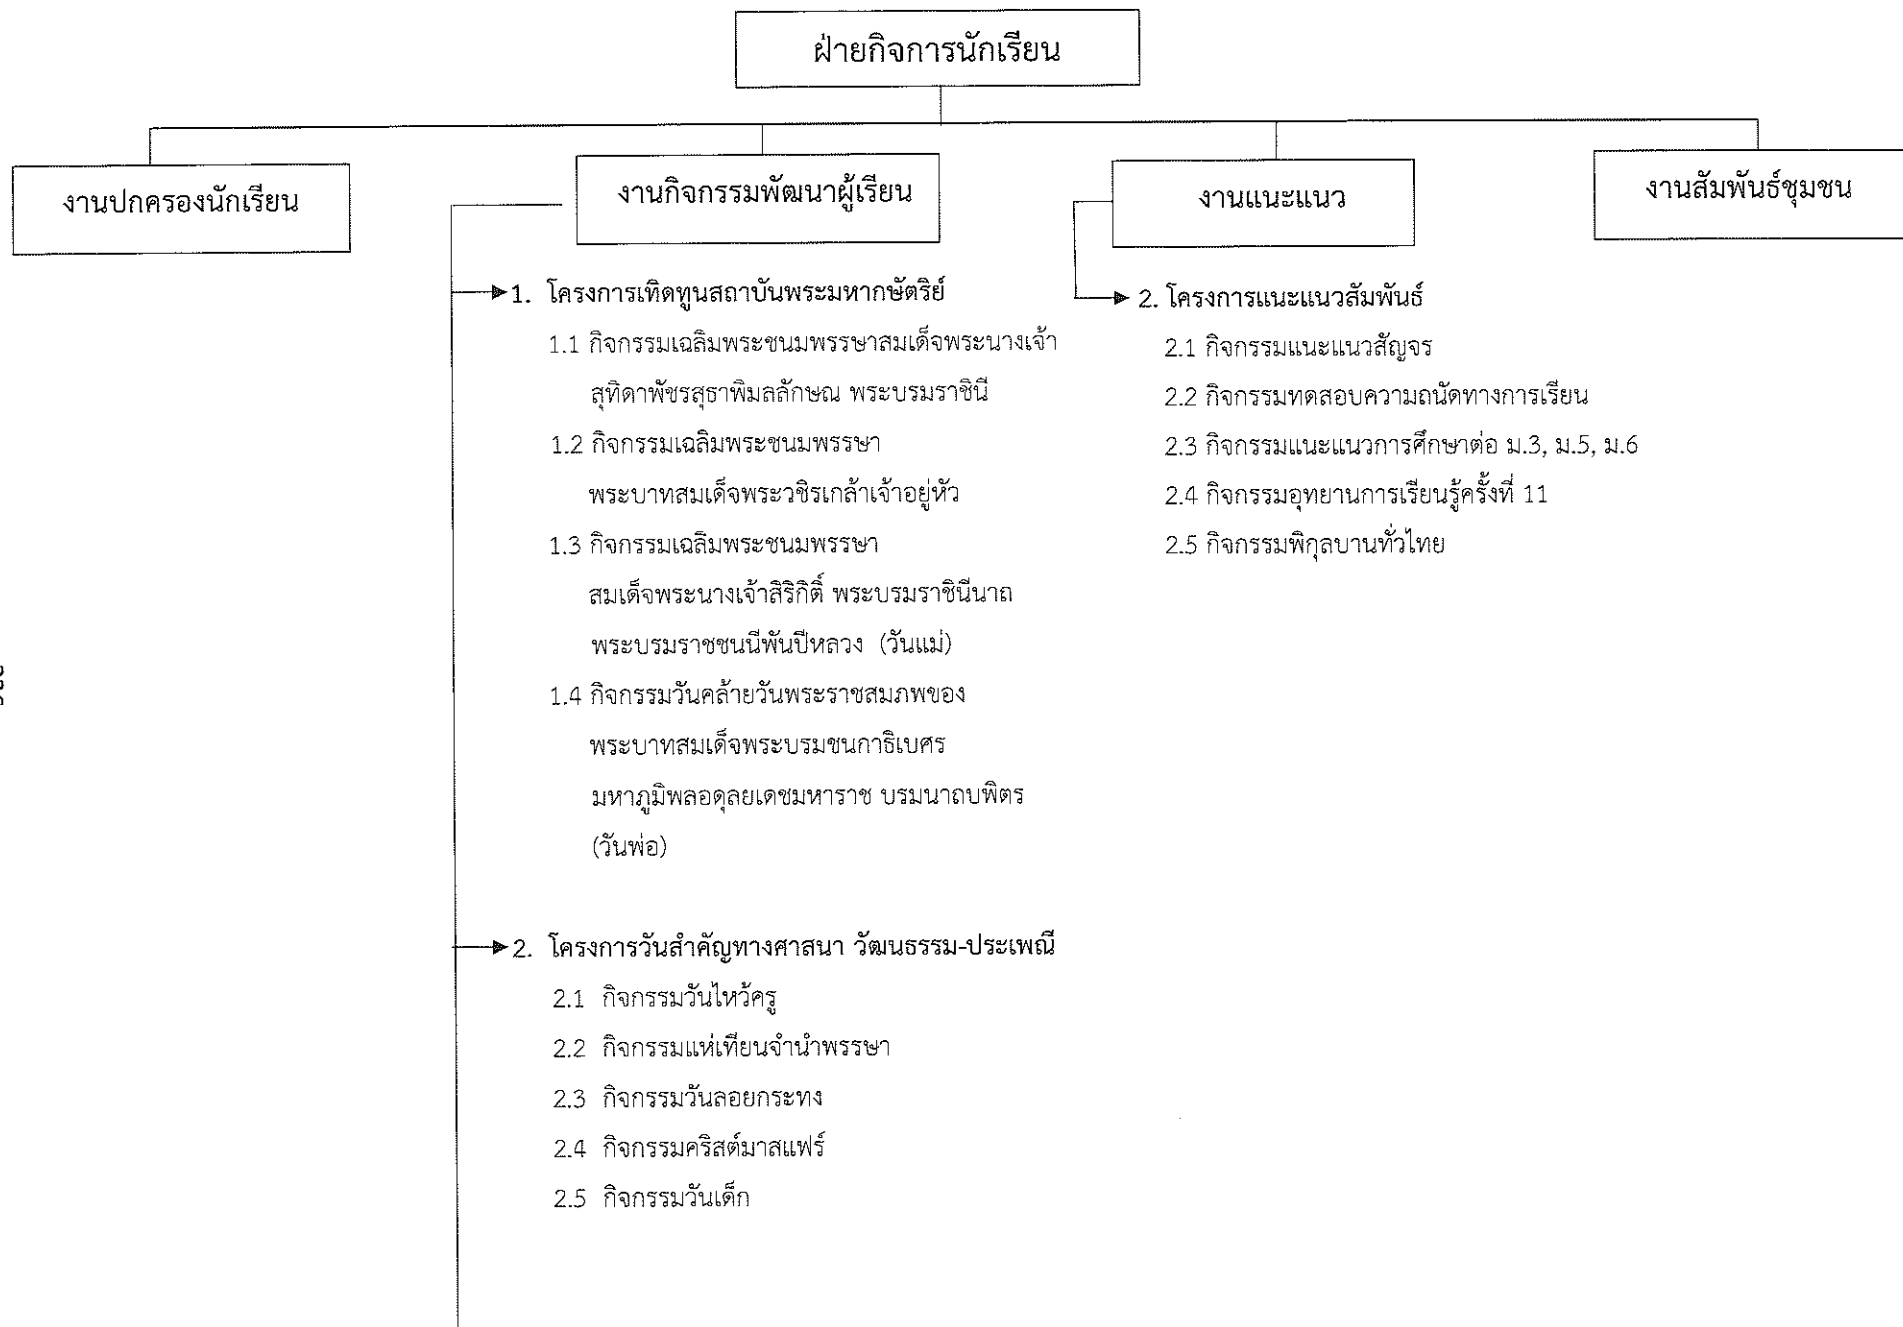 ฝ่ายกิจการนักเรียน
งานปกครองนักเรียน
งานกิจกรรมพัฒนาผู้เรียน
งานแนะแนว
งานสัมพันธ์ชุมชน
1. โครงการเทิดทูนสถาบันพระมหากษัตริย์
1.1 กิจกรรมเฉลิมพระชนมพรรษาสมเด็จพระนางเจ้า
สุทิดาพัชรสุธาพิมลลักษณ พระบรมราชินี
1.2 กิจกรรมเฉลิมพระชนมพรรษา
พระบาทสมเด็จพระวชิรเกล้าเจ้าอยู่หัว
1.3 กิจกรรมเฉลิมพระชนมพรรษา
สมเด็จพระนางเจ้าสิริกิติ์ พระบรมราชินีนาถ
พระบรมราชชนนีพันปีหลวง (วันแม่)
1.4 กิจกรรมวันคล้ายวันพระราชสมภพของ
พระบาทสมเด็จพระบรมชนกาธิเบศร
มหาภูมิพลอดุลยเดชมหาราช บรมนาถบพิตร
(วันพ่อ)
2. โครงการวันสำคัญทางศาสนา วัฒนธรรม-ประเพณี
2.1 กิจกรรมวันไหว้ครู
2.2 กิจกรรมแห่เทียนจำนำพรรษา
2.3 กิจกรรมวันลอยกระทง
2.4 กิจกรรมคริสต์มาสแฟร์
2.5 กิจกรรมวันเด็ก
2. โครงการแนะแนวสัมพันธ์
2.1 กิจกรรมแนะแนวสัญจร
2.2 กิจกรรมทดสอบความถนัดทางการเรียน
2.3 กิจกรรมแนะแนวการศึกษาต่อ ม.3, ม.5, ม.6
2.4 กิจกรรมอุทยานการเรียนรู้ครั้งที่ 11
2.5 กิจกรรมพิกุลบานทั่วไทย